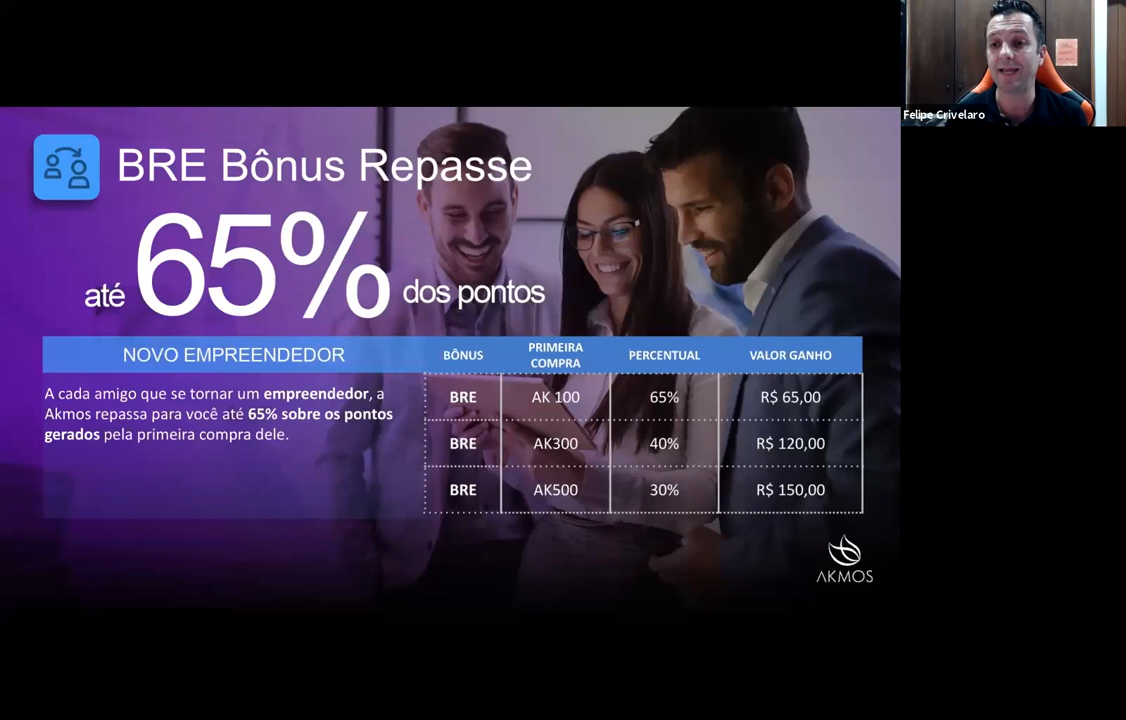 Felipe Crivelaro
BRE Bônus Repasse
até 65% dos pontos
NOVO EMPREENDEDOR BÔNUS PRIMEIRA COMPRA PERCENTUAL VALOR GANHO
A cada amigo que se tornar um empreendedor, a
Akmos repassa para você até 65% sobre os pontos
gerados pela primeira compra dele.
BRE AK 100 65% R$ 65,00
BRE AK300 40% R$ 120,00
BRE AK500 30% R$ 150,00
AKMOS